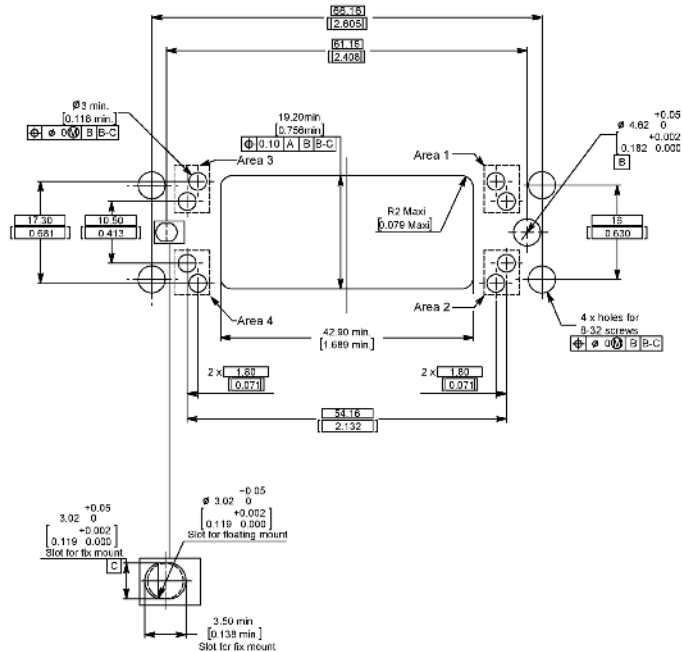 66.16
[2.605]
61.16
[2.408]
Ø3 min.
[0.118 min.]
⌖ ø 0Ⓜ B B-C
19.20min
[0.756min]
⌖ 0.10 A B B-C
+0.05
ø 4.62 0
+0.002
0.182 0.000
B
Area 3
Area 1
R2 Maxi
[0.079 Maxi]
17.30
[0.681]
10.50
[0.413]
16
[0.630]
Area 4
Area 2
42.90 min.
[1.689 min.]
4 x holes for
8-32 screws
⌖ ø 0Ⓜ B B-C
2 x 1.80
[0.071]
2 x 1.80
[0.071]
54.16
[2.132]
+0.05
3.02 0
+0.002
0.119 0.000
Slot for fix mount
C
-0.05
ø 3.02 0
+0.002
0.119 0.000
Slot for floating mount
3.50 min
[0.138 min.]
Slot for fix mount